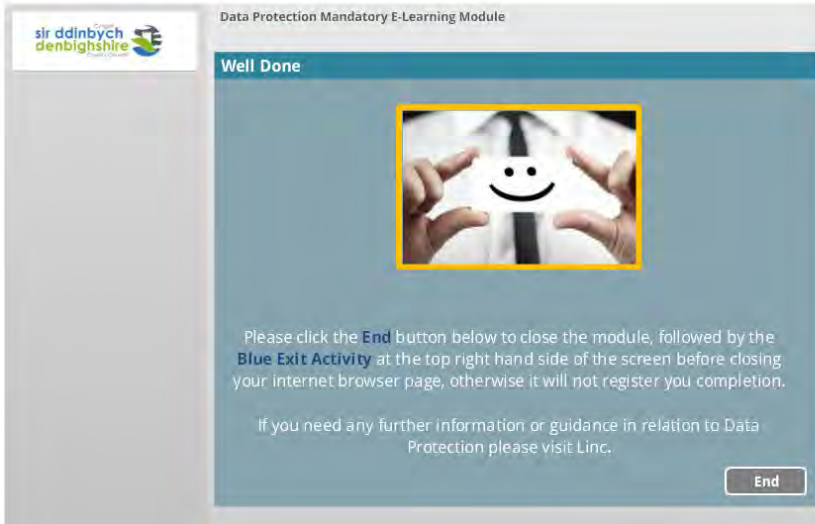 sir ddinbych
denbighshire
Data Protection Mandatory E-Learning Module
Well Done
Please click the End button below to close the module, followed by the
Blue Exit Activity at the top right hand side of the screen before closing
your internet browser page, otherwise it will not register you completion.
If you need any further information or guidance in relation to Data
Protection please visit Linc.
End